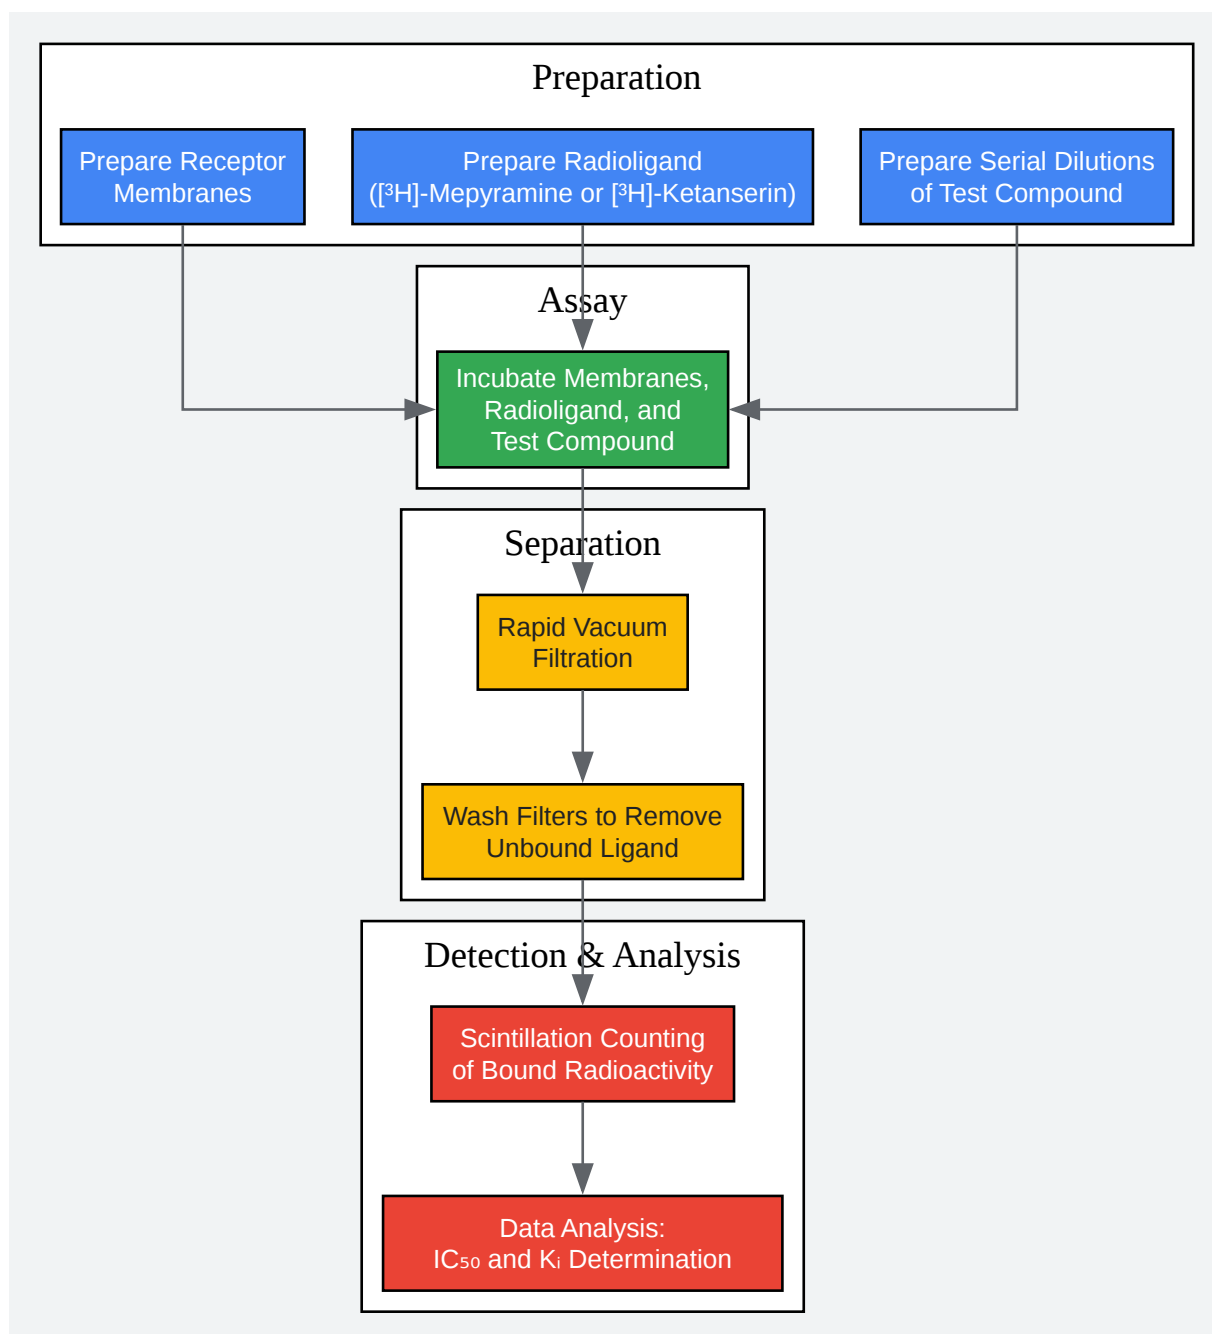 Preparation
Prepare Receptor
Membranes
Prepare Radioligand
([³H]-Mepyramine or [³H]-Ketanserin)
Prepare Serial Dilutions
of Test Compound
Assay
Incubate Membranes,
Radioligand, and
Test Compound
Separation
Rapid Vacuum
Filtration
Wash Filters to Remove
Unbound Ligand
Detection & Analysis
Scintillation Counting
of Bound Radioactivity
Data Analysis:
IC₅₀ and Kᵢ Determination